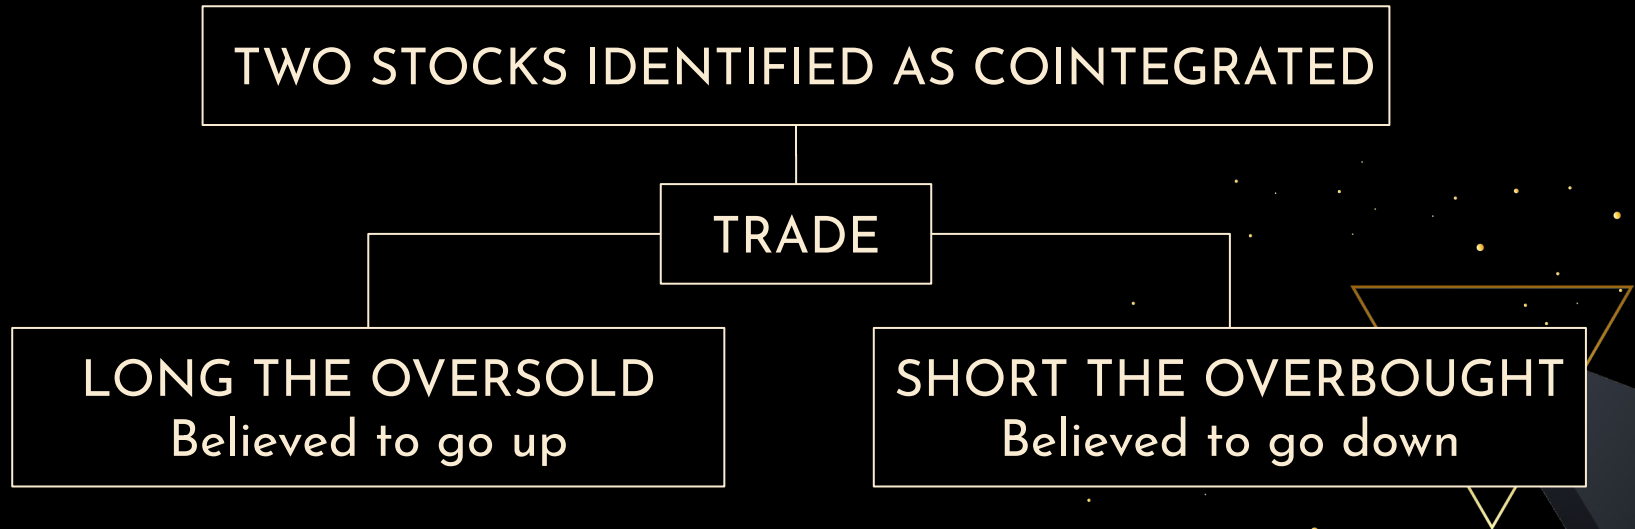 TWO STOCKS IDENTIFIED AS COINTEGRATED
TRADE
LONG THE OVERSOLD
Believed to go up
SHORT THE OVERBOUGHT
Believed to go down